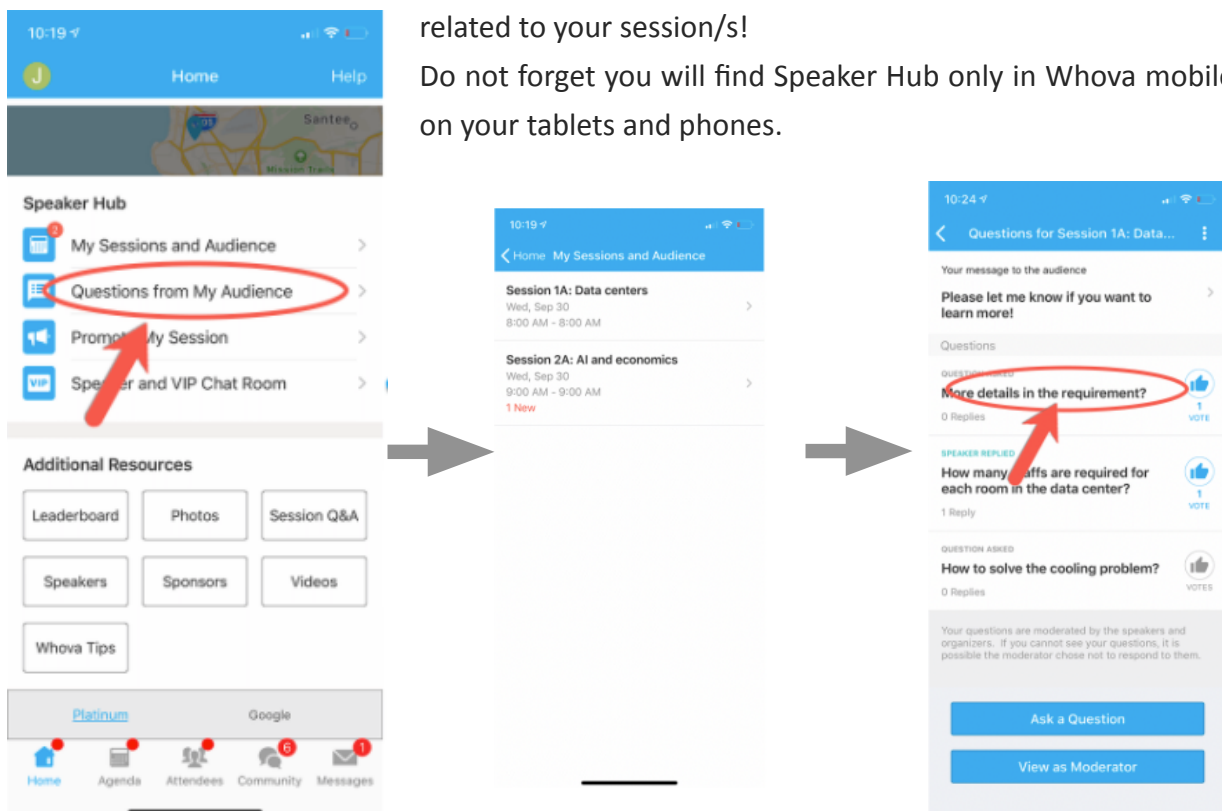 related to your session/s!
Do not forget you will find Speaker Hub only in Whova mobile
on your tablets and phones.
10:19
J
Home
Help
Santee
Mission Trails
Speaker Hub
2
My Sessions and Audience
Questions from My Audience
Promote My Session
VIP
Speaker and VIP Chat Room
Additional Resources
Leaderboard
Photos
Session Q&A
Speakers
Sponsors
Videos
Whova Tips
Platinum
Google
6
1
Home
Agenda
Attendees
Community
Messages
10:19
Home My Sessions and Audience
Session 1A: Data centers
Wed, Sep 30
8:00 AM - 8:00 AM
Session 2A: AI and economics
Wed, Sep 30
9:00 AM - 9:00 AM
1 New
10:24
Questions for Session 1A: Data...
Your message to the audience
Please let me know if you want to
learn more!
Questions
QUESTION ASKED
More details in the requirement?
0 Replies
1
VOTE
SPEAKER REPLIED
How many staffs are required for
each room in the data center?
1 Reply
1
VOTE
QUESTION ASKED
How to solve the cooling problem?
0 Replies
VOTES
Your questions are moderated by the speakers and
organizers. If you cannot see your questions, it is
possible the moderator chose not to respond to them.
Ask a Question
View as Moderator